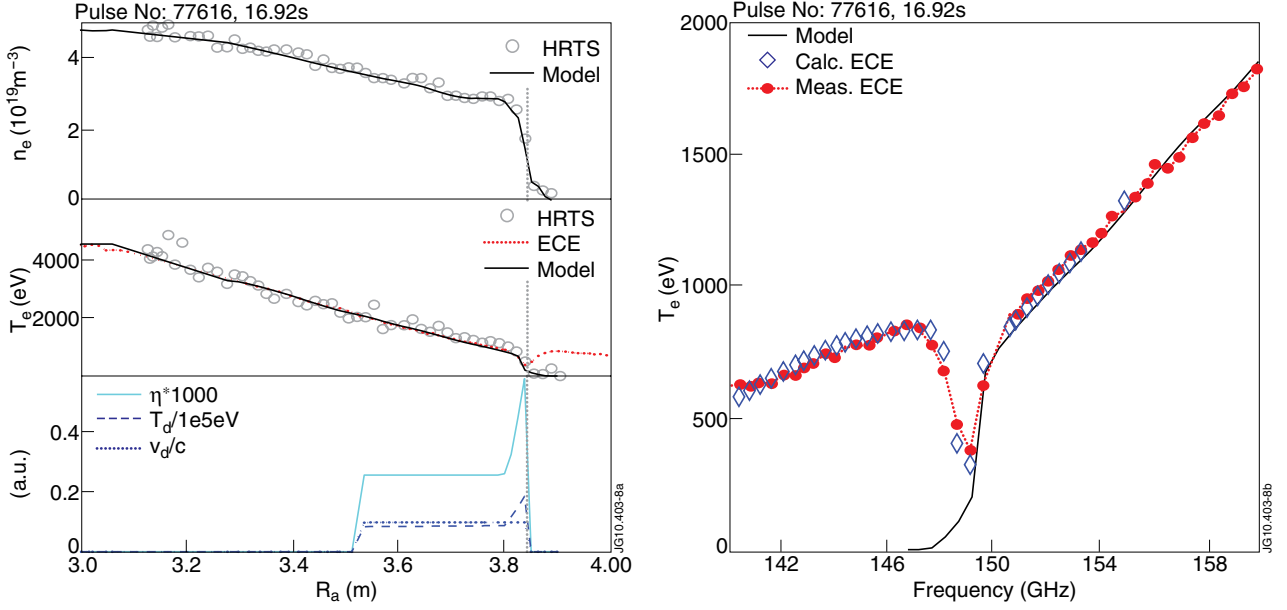 Pulse No: 77616, 16.92s
n_e (10^19 m−3)
4
2
0
HRTS
Model
T_e (eV)
4000
2000
HRTS
ECE
Model
(a.u.)
0.4
0.2
0
η*1000
T_d/1e5eV
v_d/c
3.0
3.2
3.4
3.6
3.8
4.00
R_a (m)
JG10.403-8a
Pulse No: 77616, 16.92s
T_e (eV)
2000
1500
1000
500
0
Model
Calc. ECE
Meas. ECE
142
146
150
154
158
Frequency (GHz)
JG10.403-8b